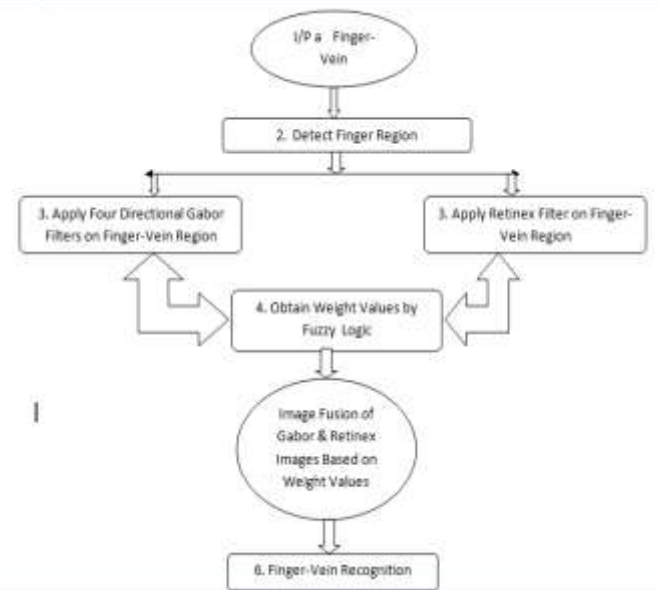 I/P a Finger-
Vein
2. Detect Finger Region
3. Apply Four Directional Gabor
Filters on Finger-Vein Region
3. Apply Retinex Filter on Finger-
Vein Region
4. Obtain Weight Values by
Fuzzy Logic
Image Fusion of
Gabor & Retinex
Images Based on
Weight Values
6. Finger-Vein Recognition